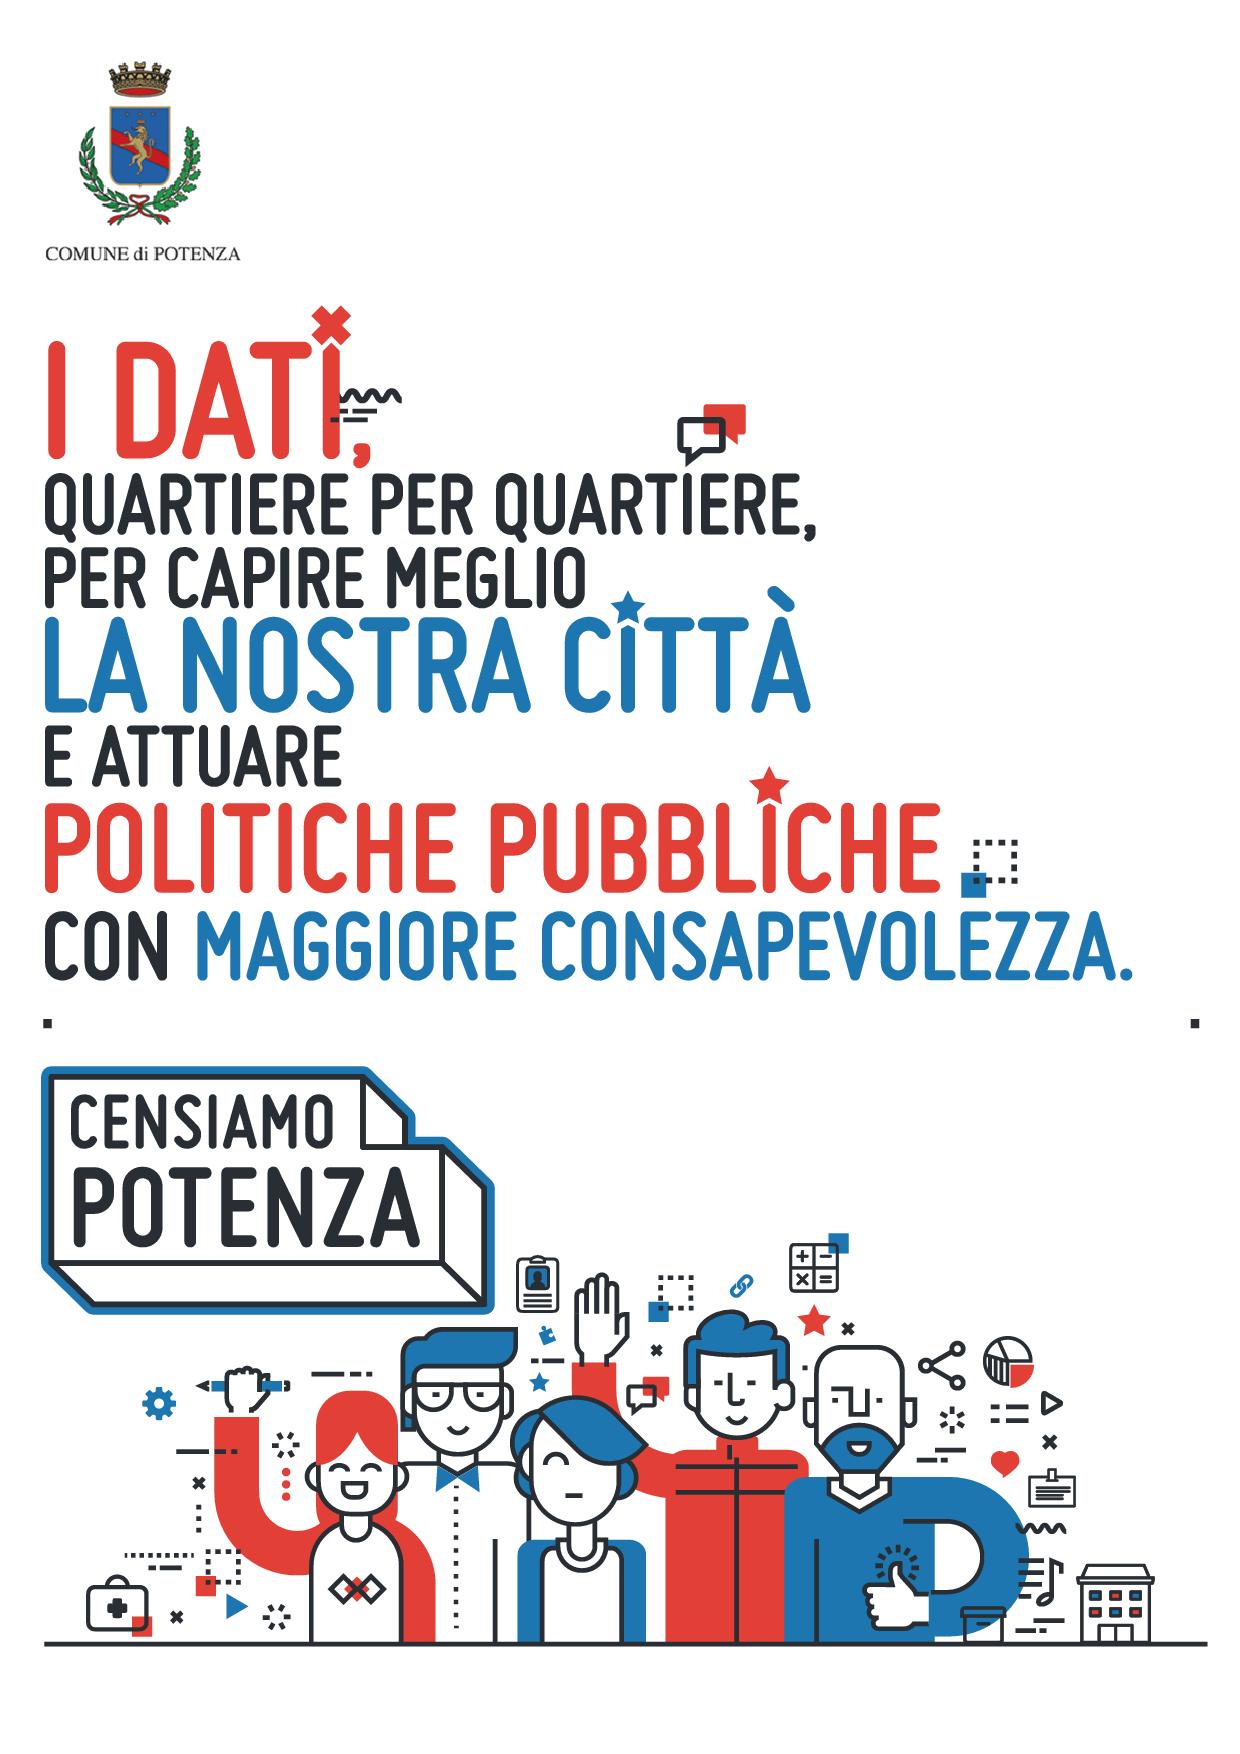 COMUNE di POTENZA
I DATI,
QUARTIERE PER QUARTIERE,
PER CAPIRE MEGLIO
LA NOSTRA CITTÀ
E ATTUARE
POLITICHE PUBBLICHE
CON MAGGIORE CONSAPEVOLEZZA.
CENSIAMO
POTENZA